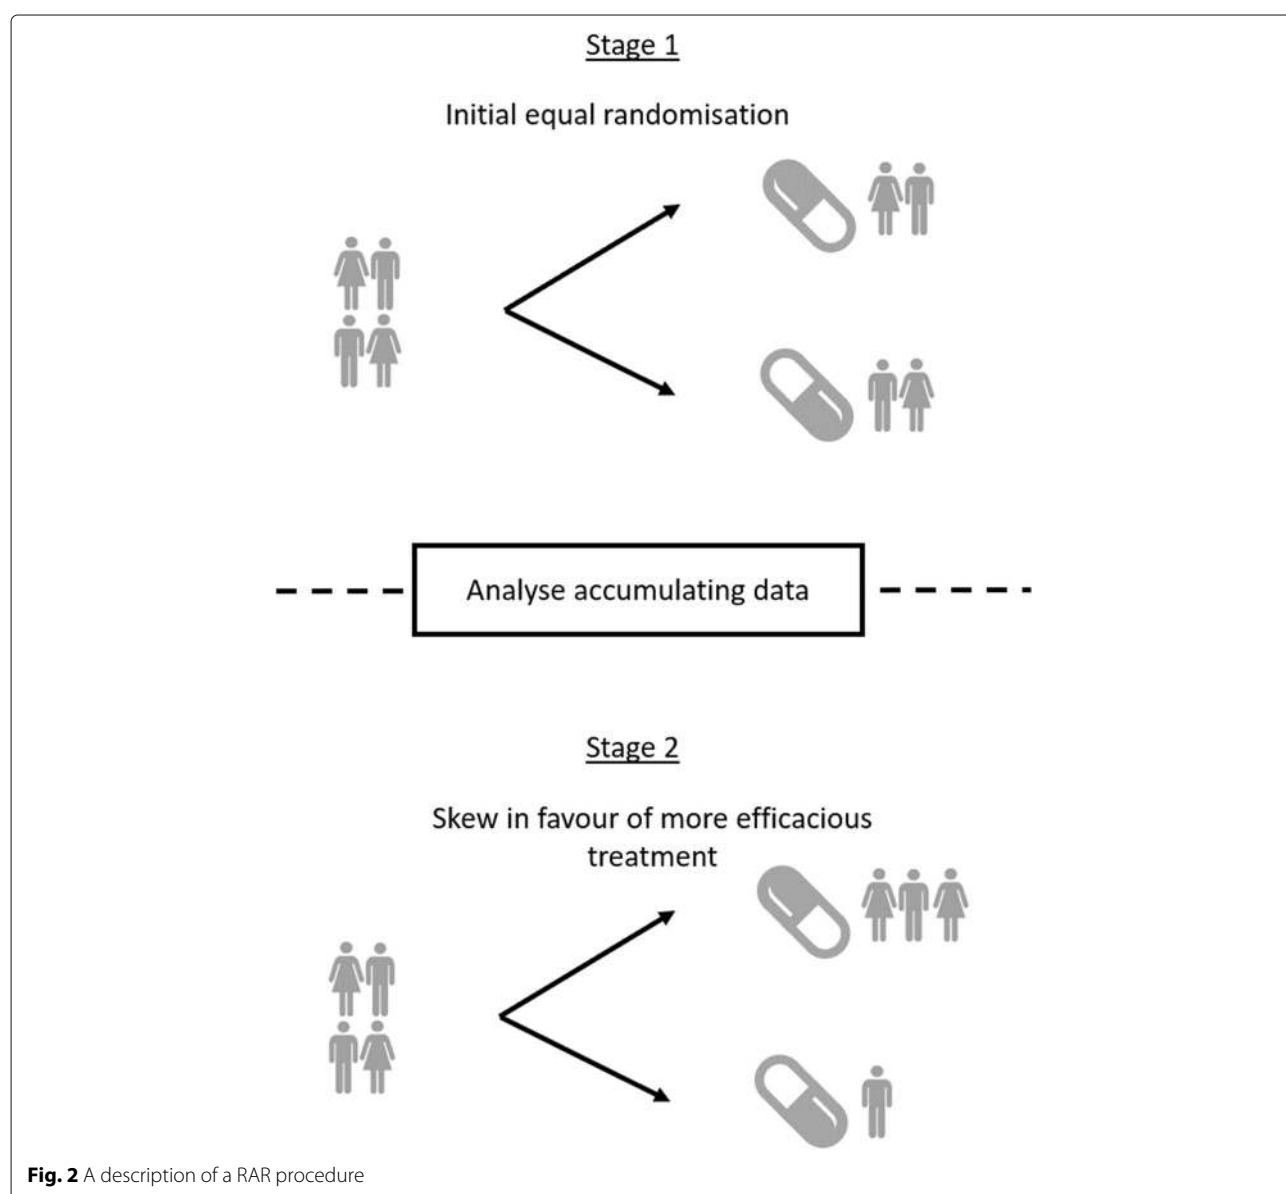 Stage 1
Initial equal randomisation
Analyse accumulating data
Stage 2
Skew in favour of more efficacious
treatment
Fig. 2 A description of a RAR procedure